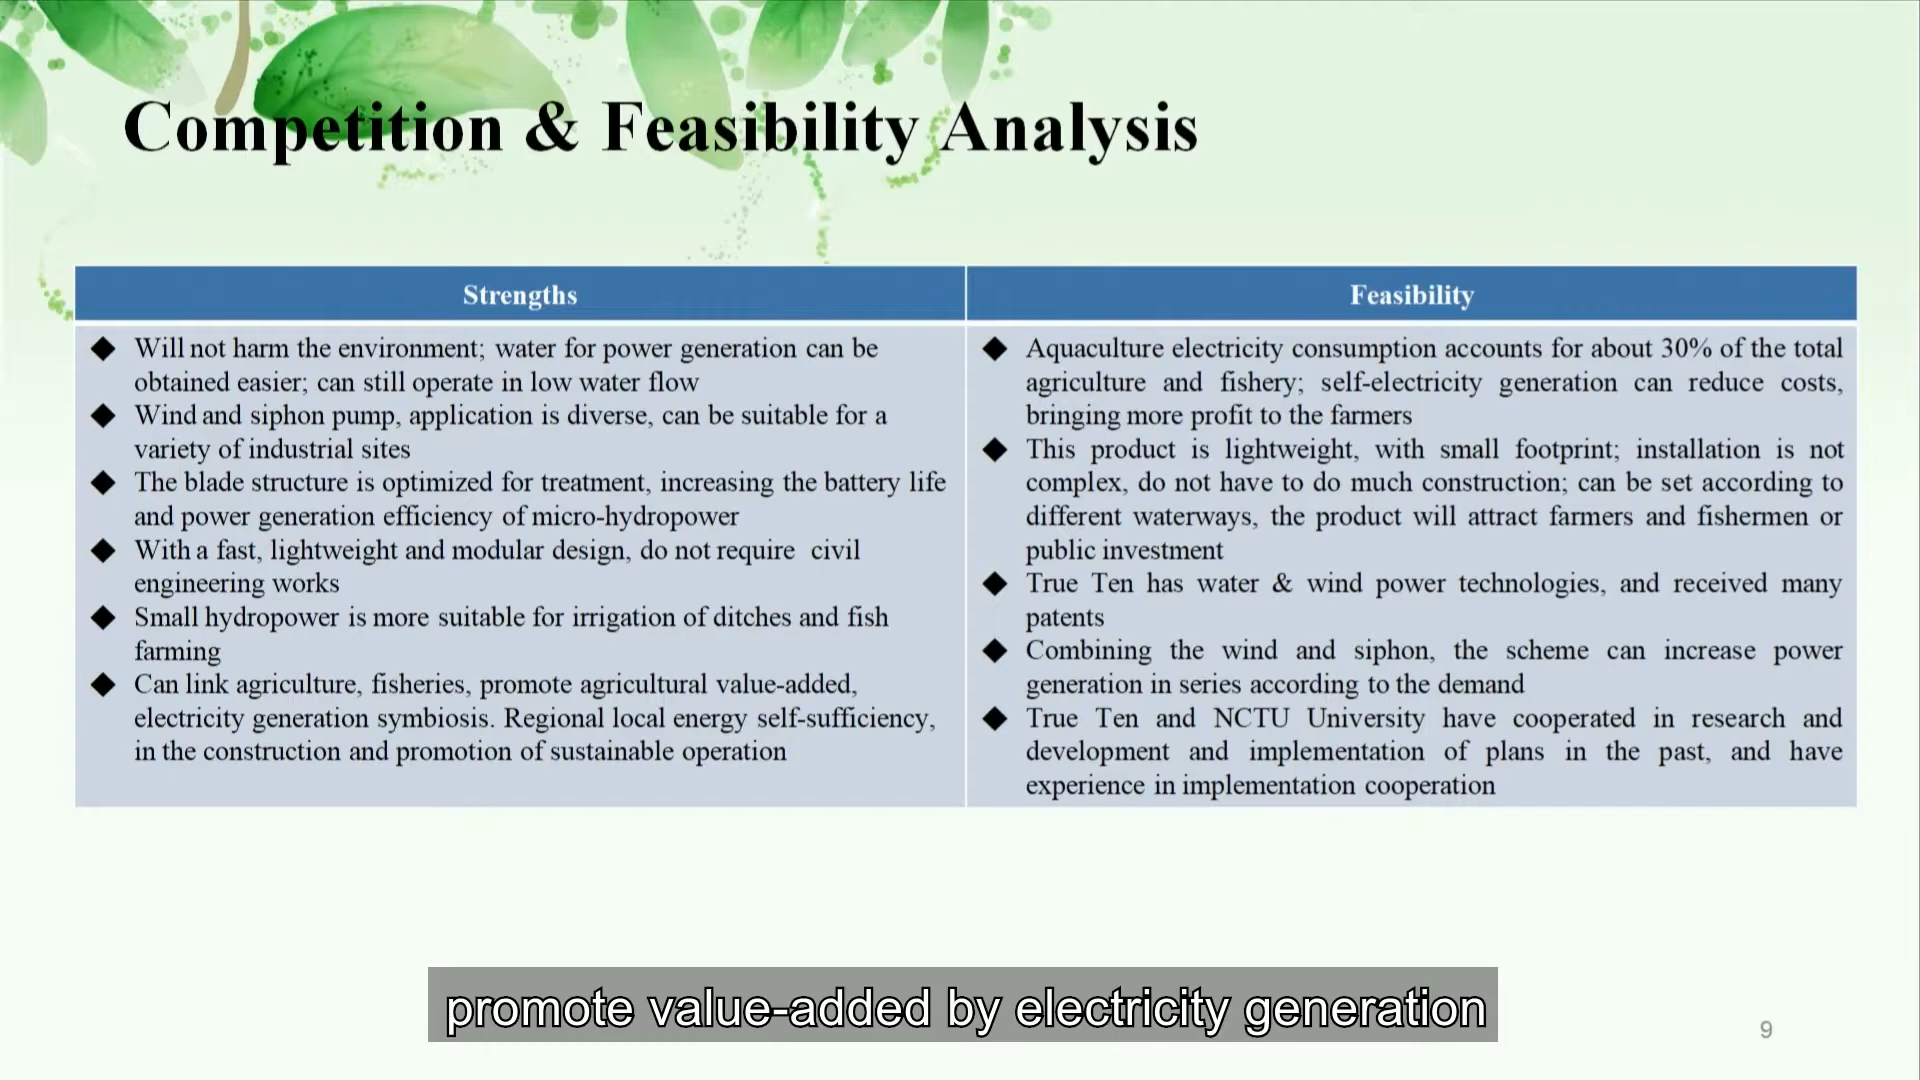 Competition & Feasibility Analysis
Strengths
◆ Will not harm the environment; water for power generation can be
obtained easier; can still operate in low water flow
◆ Wind and siphon pump, application is diverse, can be suitable for a
variety of industrial sites
◆ The blade structure is optimized for treatment, increasing the battery life
and power generation efficiency of micro-hydropower
◆ With a fast, lightweight and modular design, do not require civil
engineering works
◆ Small hydropower is more suitable for irrigation of ditches and fish
farming
◆ Can link agriculture, fisheries, promote agricultural value-added,
electricity generation symbiosis. Regional local energy self-sufficiency,
in the construction and promotion of sustainable operation
Feasibility
◆ Aquaculture electricity consumption accounts for about 30% of the total
agriculture and fishery; self-electricity generation can reduce costs,
bringing more profit to the farmers
◆ This product is lightweight, with small footprint; installation is not
complex, do not have to do much construction; can be set according to
different waterways, the product will attract farmers and fishermen or
public investment
◆ True Ten has water & wind power technologies, and received many
patents
◆ Combining the wind and siphon, the scheme can increase power
generation in series according to the demand
◆ True Ten and NCTU University have cooperated in research and
development and implementation of plans in the past, and have
experience in implementation cooperation
promote value-added by electricity generation
9